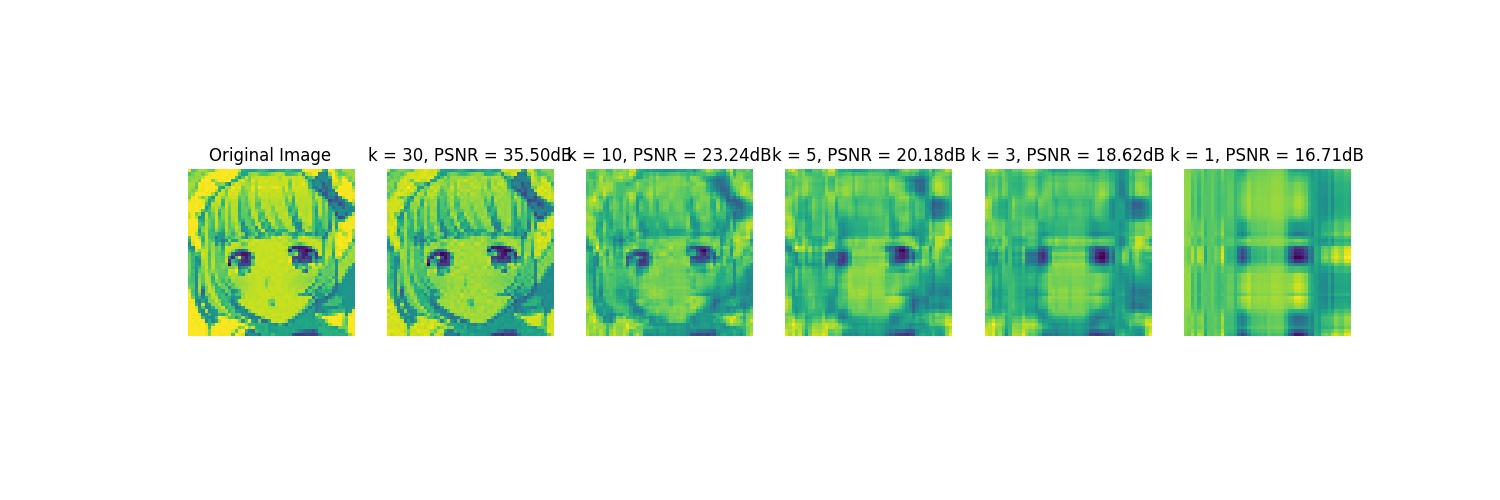 Original Image
k = 30, PSNR = 35.50dB
k = 10, PSNR = 23.24dB
k = 5, PSNR = 20.18dB
k = 3, PSNR = 18.62dB
k = 1, PSNR = 16.71dB